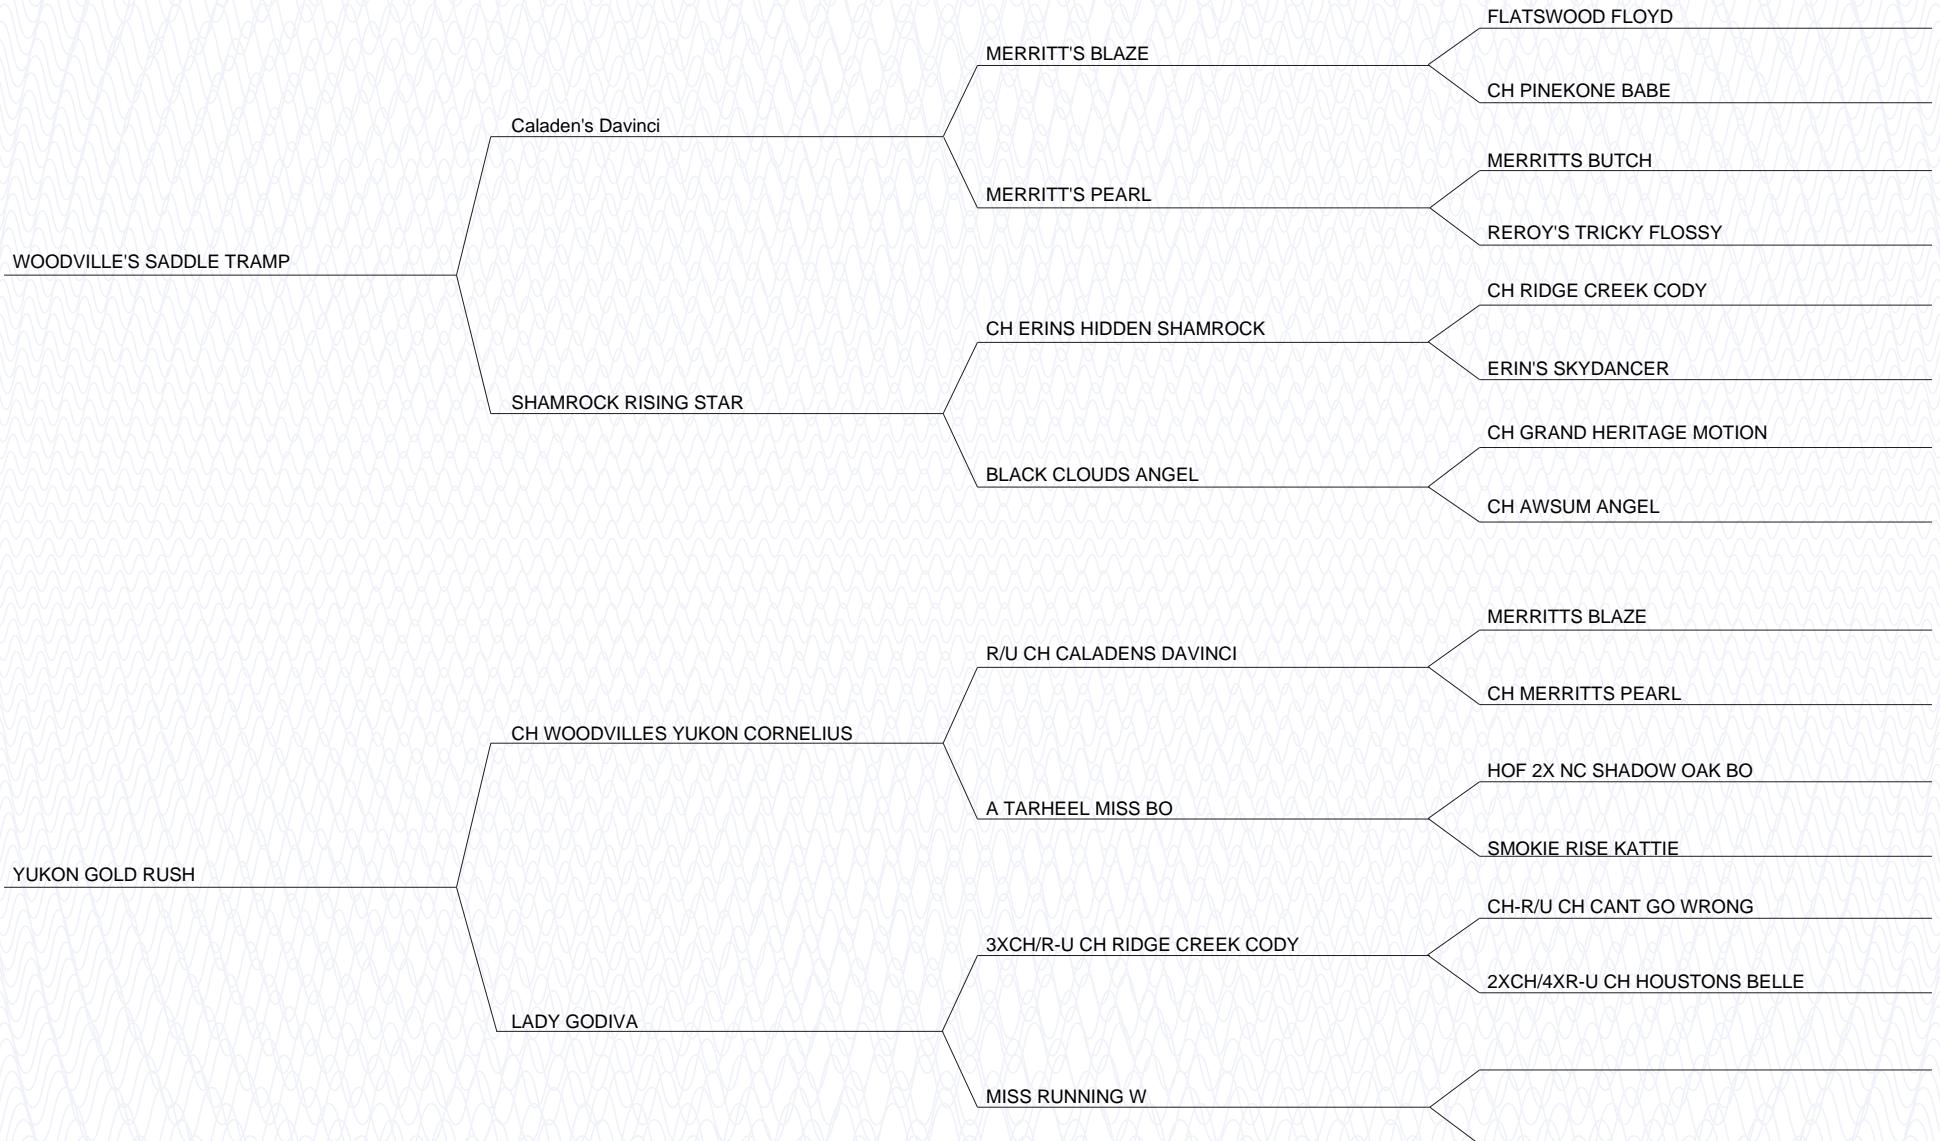 FLATSWOOD FLOYD
MERRITT'S BLAZE
CH PINEKONE BABE
Caladen's Davinci
MERRITTS BUTCH
MERRITT'S PEARL
REROY'S TRICKY FLOSSY
WOODVILLE'S SADDLE TRAMP
CH RIDGE CREEK CODY
CH ERINS HIDDEN SHAMROCK
ERIN'S SKYDANCER
SHAMROCK RISING STAR
CH GRAND HERITAGE MOTION
BLACK CLOUDS ANGEL
CH AWSUM ANGEL
MERRITTS BLAZE
R/U CH CALADENS DAVINCI
CH MERRITTS PEARL
CH WOODVILLES YUKON CORNELIUS
HOF 2X NC SHADOW OAK BO
A TARHEEL MISS BO
SMOKIE RISE KATTIE
YUKON GOLD RUSH
CH-R/U CH CANT GO WRONG
3XCH/R-U CH RIDGE CREEK CODY
2XCH/4XR-U CH HOUSTONS BELLE
LADY GODIVA
MISS RUNNING W